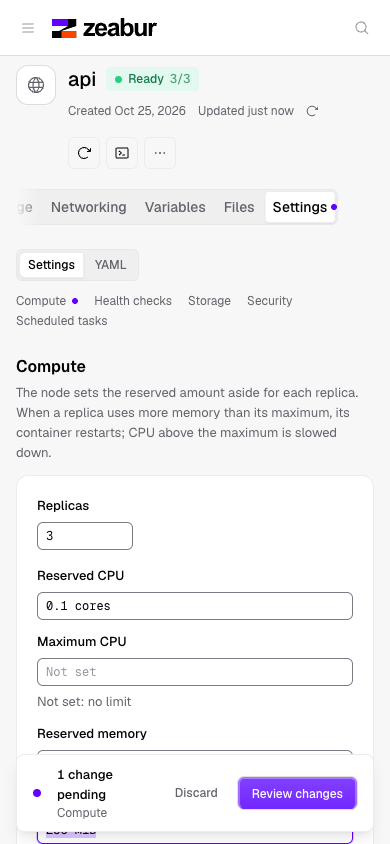 zeabur
api
Ready 3/3
Created Oct 25, 2026 Updated just now
ge Networking Variables Files Settings
Settings YAML
Compute Health checks Storage Security
Scheduled tasks
Compute
The node sets the reserved amount aside for each replica.
When a replica uses more memory than its maximum, its
container restarts; CPU above the maximum is slowed
down.
Replicas
3
Reserved CPU
0.1 cores
Maximum CPU
Not set
Not set: no limit
Reserved memory
1 change
pending
Compute
Discard
Review changes